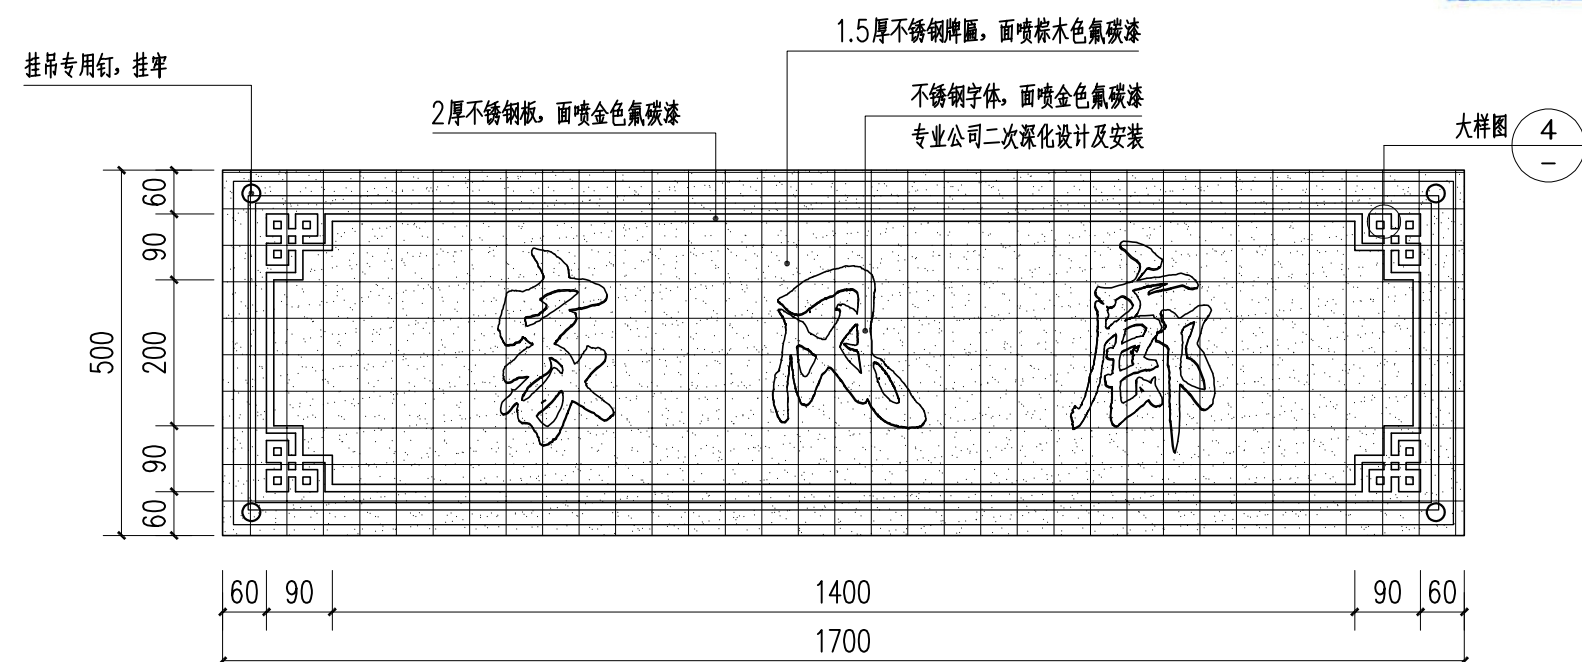 1.5厚不锈钢牌匾，面喷棕木色氟碳漆
挂吊专用钉，挂牢
2厚不锈钢板，面喷金色氟碳漆
不锈钢字体，面喷金色氟碳漆
专业公司二次深化设计及安装
大样图
4
–
60
90
200
90
60
500
家风廊
60
90
1400
90
60
1700